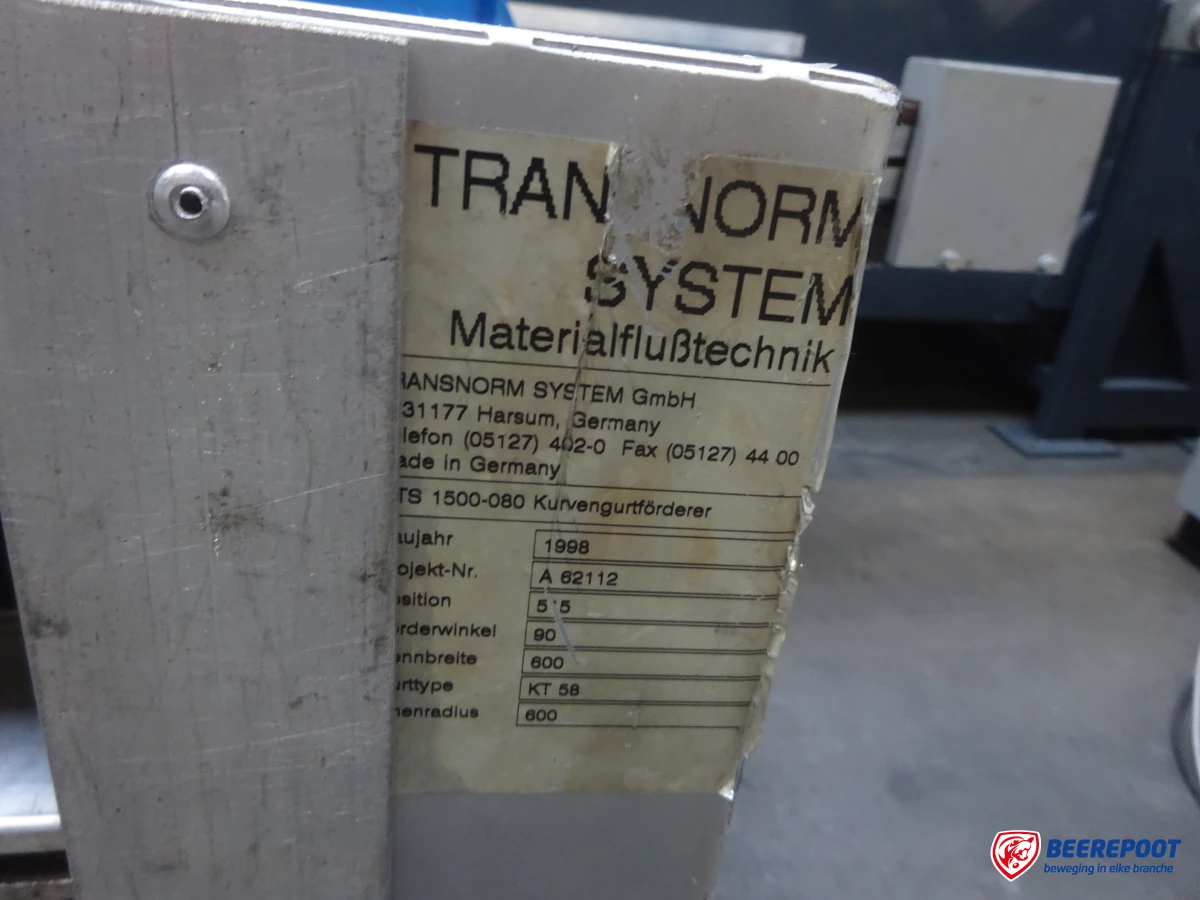 TRANSNORM
SYSTEM
Materialflußtechnik
RANSNORM SYSTEM GmbH
31177 Harsum, Germany
lefon (05127) 402-0 Fax (05127) 44 00
ade in Germany
TS 1500-080 Kurvengurtförderer
aujahr 1998
ojekt-Nr. A 62112
sition
rderwinkel 90
nnbreite 600
urttype KT 58
nenradius 600
BEEREPOOT
beweging in elke branche